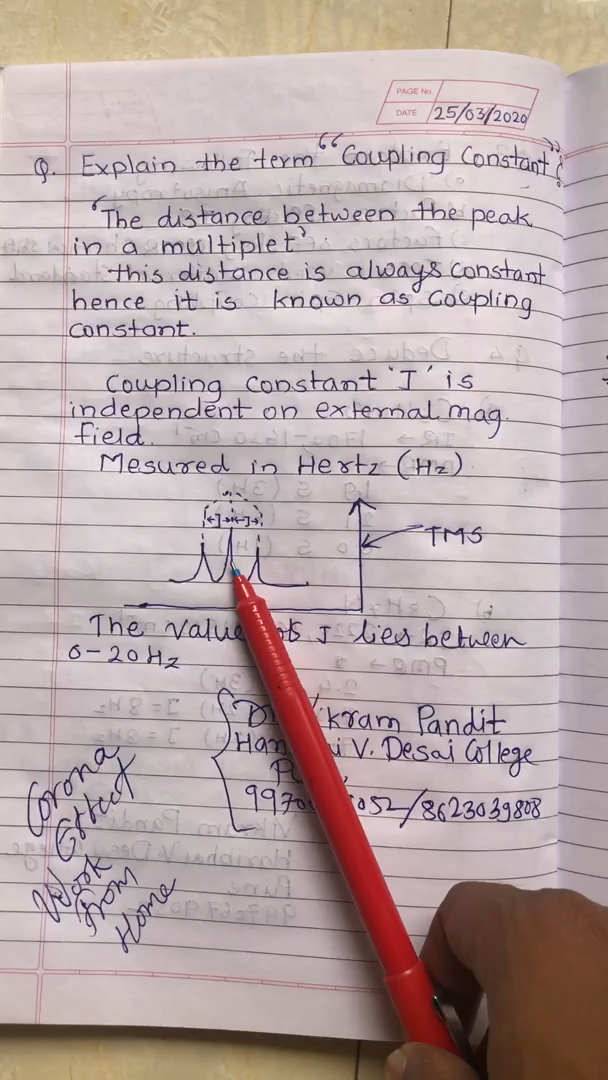 PAGE No.
DATE 25/03/2020
Q. Explain the term "Coupling Constant"?
"The distance between the peak
in a multiplet"
this distance is always constant
hence it is known as coupling
constant.
Coupling constant 'J' is
independent on external mag.
field.
Mesured in Hertz (Hz)
J J
TMS
The value of J lies between
0-20Hz
Vikram Pandit
V. Desai College
8623039808
Corona
Effect
Work
From
Home